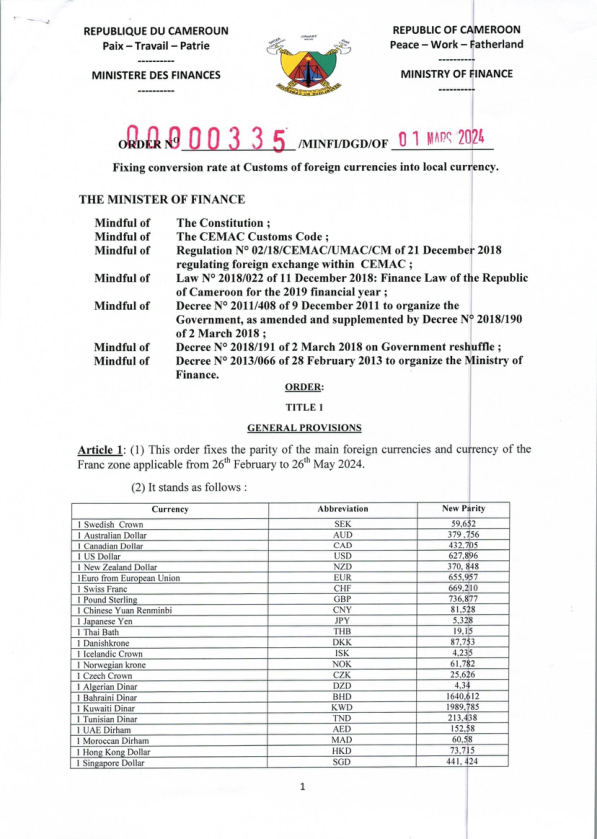 REPUBLIQUE DU CAMEROUN
Paix – Travail – Patrie
----------
MINISTERE DES FINANCES
----------
REPUBLIC OF CAMEROON
Peace – Work – Fatherland
----------
MINISTRY OF FINANCE
----------
ORDER N° 00000335 /MINFI/DGD/OF 01 MARS 2024
Fixing conversion rate at Customs of foreign currencies into local currency.
THE MINISTER OF FINANCE
Mindful of The Constitution ;
Mindful of The CEMAC Customs Code ;
Mindful of Regulation N° 02/18/CEMAC/UMAC/CM of 21 December 2018
regulating foreign exchange within CEMAC ;
Mindful of Law N° 2018/022 of 11 December 2018: Finance Law of the Republic
of Cameroon for the 2019 financial year ;
Mindful of Decree N° 2011/408 of 9 December 2011 to organize the
Government, as amended and supplemented by Decree N° 2018/190
of 2 March 2018 ;
Mindful of Decree N° 2018/191 of 2 March 2018 on Government reshuffle ;
Mindful of Decree N° 2013/066 of 28 February 2013 to organize the Ministry of
Finance.
ORDER:
TITLE 1
GENERAL PROVISIONS
Article 1: (1) This order fixes the parity of the main foreign currencies and currency of the
Franc zone applicable from 26th February to 26th May 2024.
(2) It stands as follows :
Currency Abbreviation New Parity
1 Swedish Crown SEK 59,652
1 Australian Dollar AUD 379 ,756
1 Canadian Dollar CAD 432,705
1 US Dollar USD 627,896
1 New Zealand Dollar NZD 370, 848
1Euro from European Union EUR 655,957
1 Swiss Franc CHF 669,210
1 Pound Sterling GBP 736,877
1 Chinese Yuan Renminbi CNY 81,528
1 Japanese Yen JPY 5,328
1 Thai Bath THB 19,15
1 Danishkrone DKK 87,753
1 Icelandic Crown ISK 4,235
1 Norwegian krone NOK 61,782
1 Czech Crown CZK 25,626
1 Algerian Dinar DZD 4,34
1 Bahraini Dinar BHD 1640,612
1 Kuwaiti Dinar KWD 1989,785
1 Tunisian Dinar TND 213,438
1 UAE Dirham AED 152,58
1 Moroccan Dirham MAD 60,58
1 Hong Kong Dollar HKD 73,715
1 Singapore Dollar SGD 441, 424
1